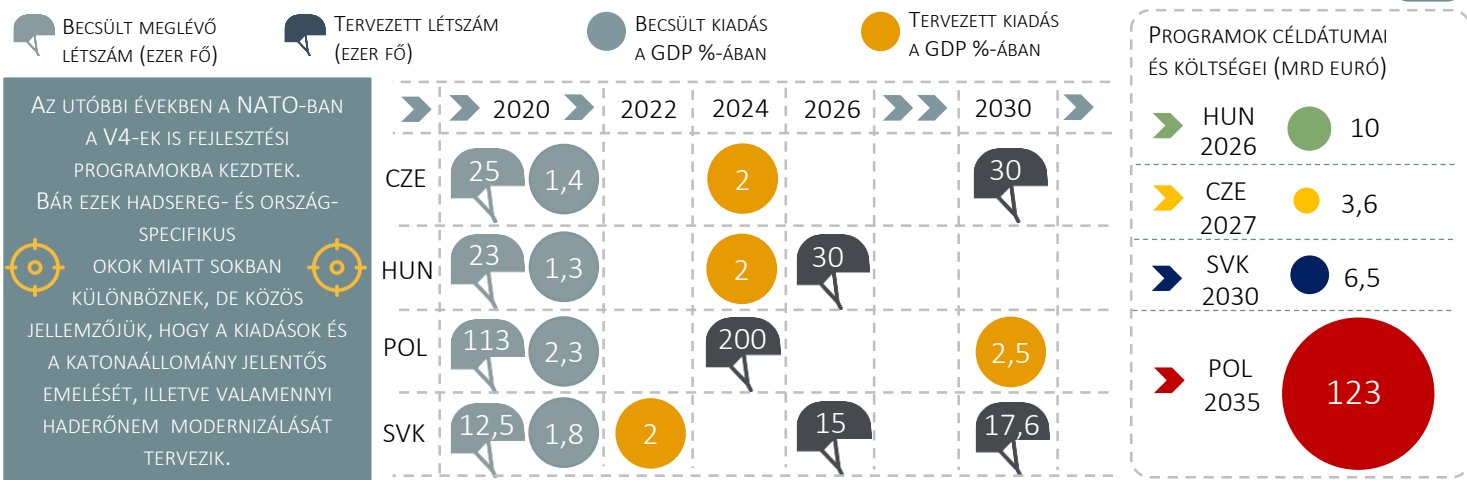 BECSÜLT MEGLÉVŐ
LÉTSZÁM (EZER FŐ)
TERVEZETT LÉTSZÁM
(EZER FŐ)
BECSÜLT KIADÁS
A GDP %-ÁBAN
TERVEZETT KIADÁS
A GDP %-ÁBAN
AZ UTÓBBI ÉVEKBEN A NATO-BAN
A V4-EK IS FEJLESZTÉSI
PROGRAMOKBA KEZDTEK.
BÁR EZEK HADSEREG- ÉS ORSZÁG-
SPECIFIKUS
OKOK MIATT SOKBAN
KÜLÖNBÖZNEK, DE KÖZÖS
JELLEMZŐJÜK, HOGY A KIADÁSOK ÉS
A KATONAÁLLOMÁNY JELENTŐS
EMELÉSÉT, ILLETVE VALAMENNYI
HADERŐNEM MODERNIZÁLÁSÁT
TERVEZIK.
2020 2022 2024 2026 2030
CZE 25 1,4 2 30
HUN 23 1,3 2 30
POL 113 2,3 200 2,5
SVK 12,5 1,8 2 15 17,6
PROGRAMOK CÉLDÁTUMAI
ÉS KÖLTSÉGEI (MRD EURÓ)
HUN
2026
10
CZE
2027
3,6
SVK
2030
6,5
POL
2035
123